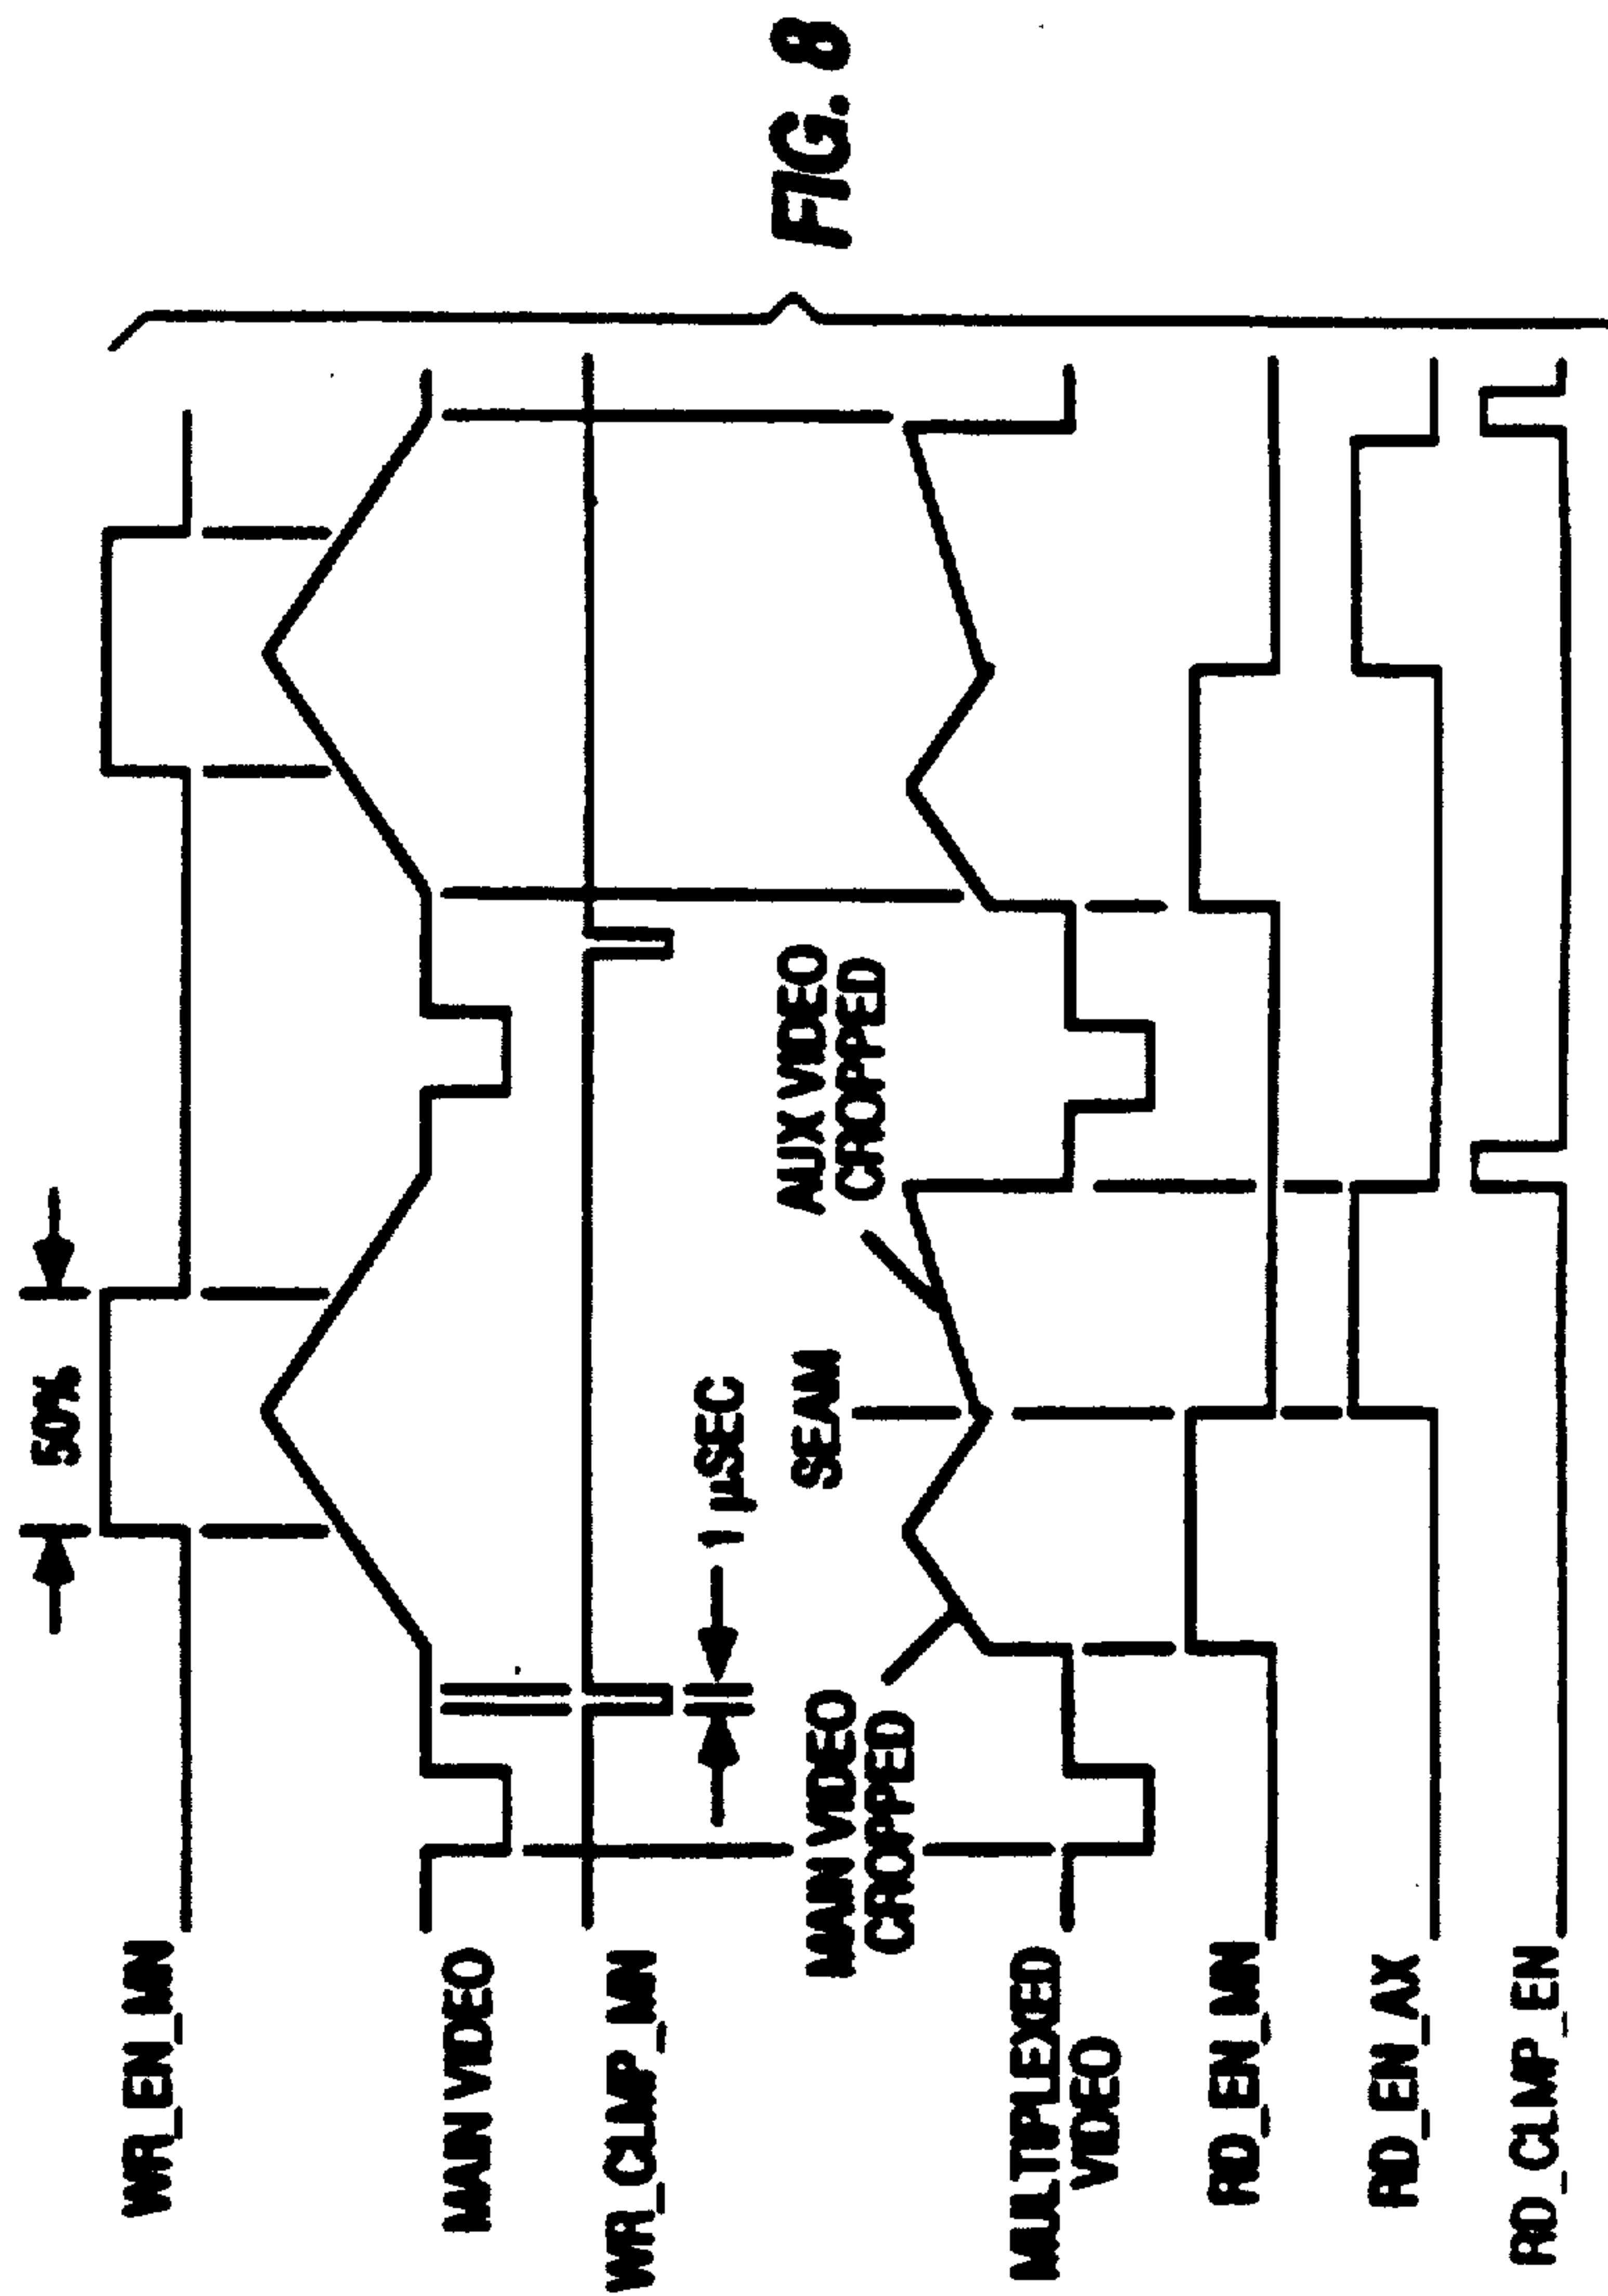 50%
WR_EN_MN
MAIN VIDEO
WR_CLMP_MN
1 μSEC
MAIN VIDEO
CROPPED
SEAM
AUX VIDEO
CROPPED
MULTIPLEXED
VIDEO
RD_EN_MN
RD_EN_AX
RD_CLMP_EN
FIG. 8